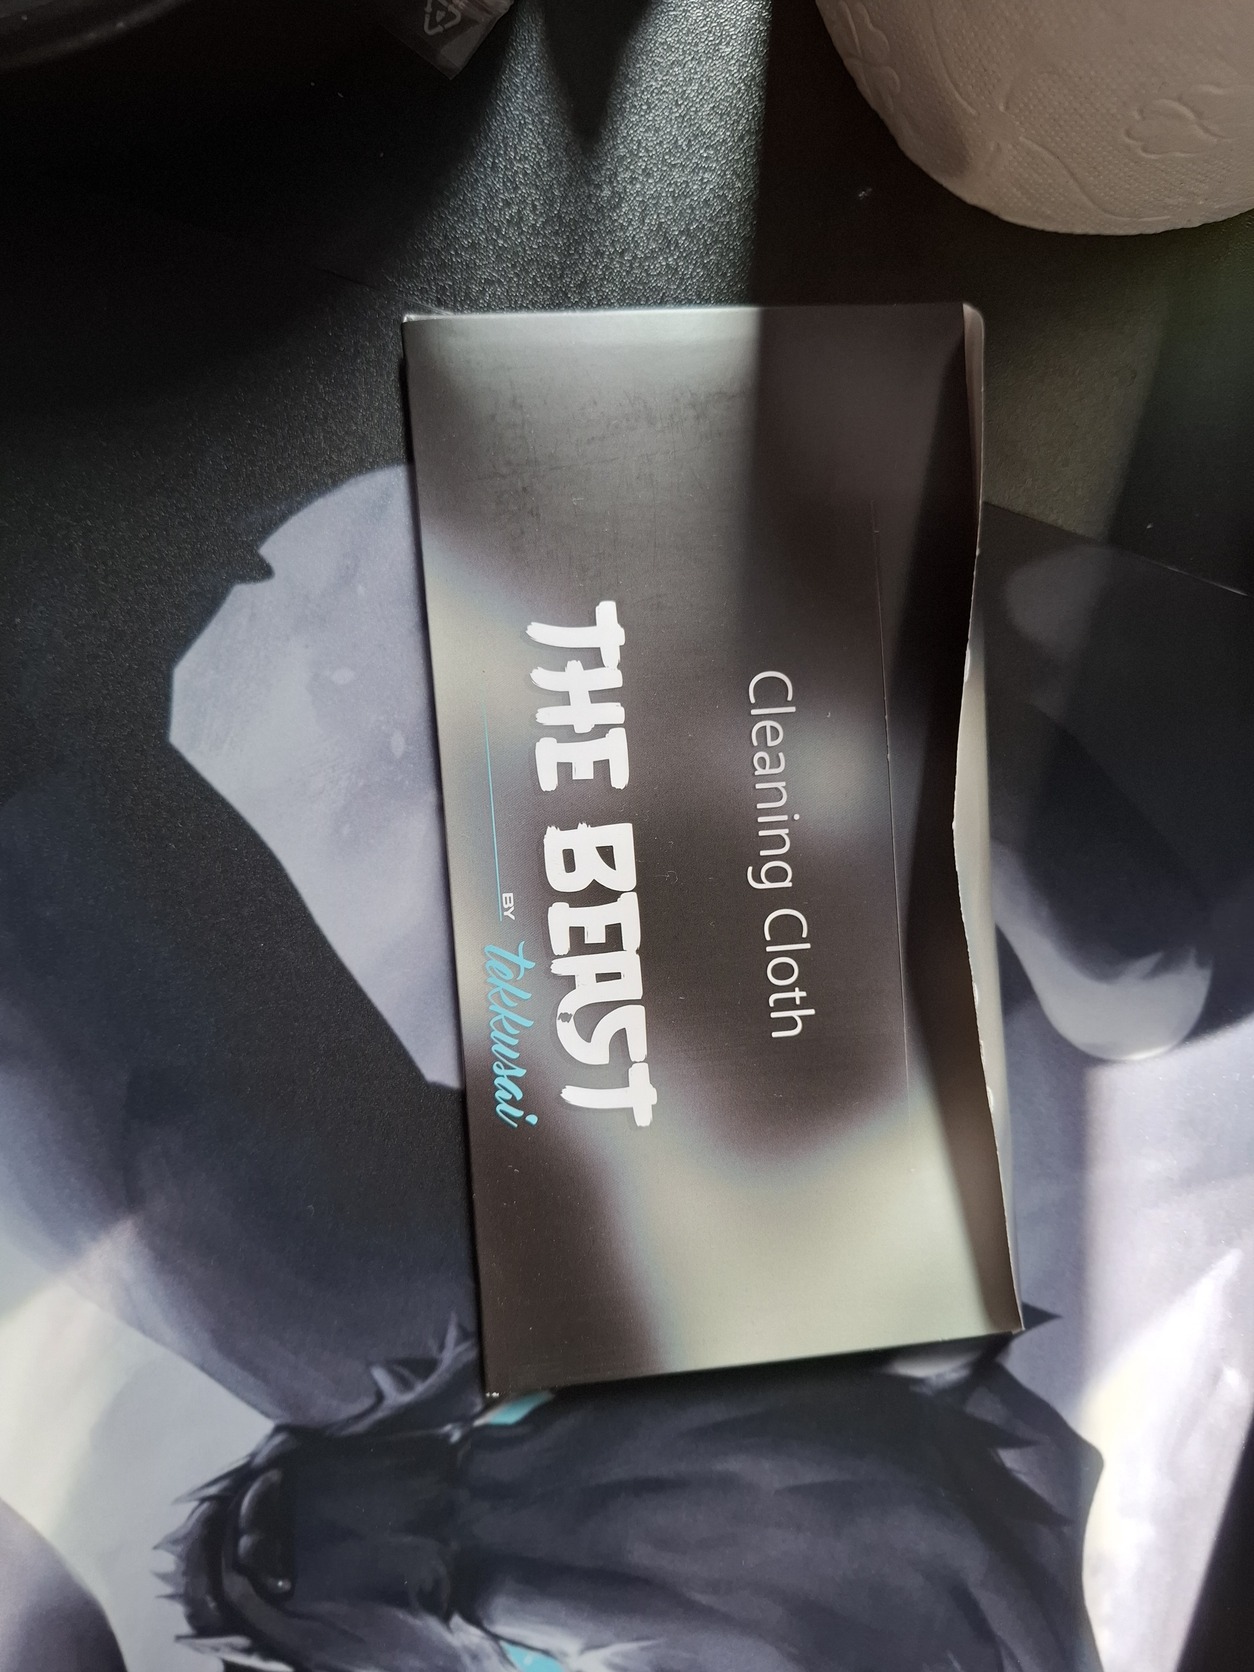 Cleaning Cloth
THE BEAST
BY tekkusai